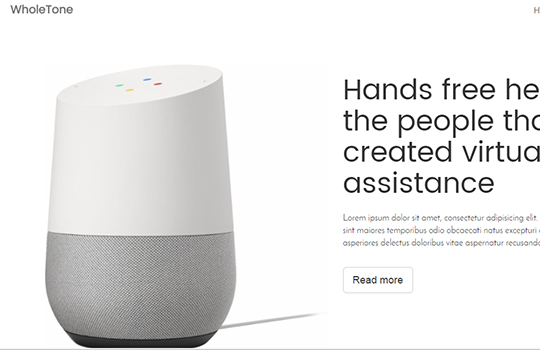 WholeTone
H
Hands free he
the people tho
created virtua
assistance
Lorem ipsum dolor sit amet, consectetur adipisicing elit.
sint maiores temporibus odio obcaecati natus excepturi
asperiores delectus doloribus vitae aspernatur recusand
Read more